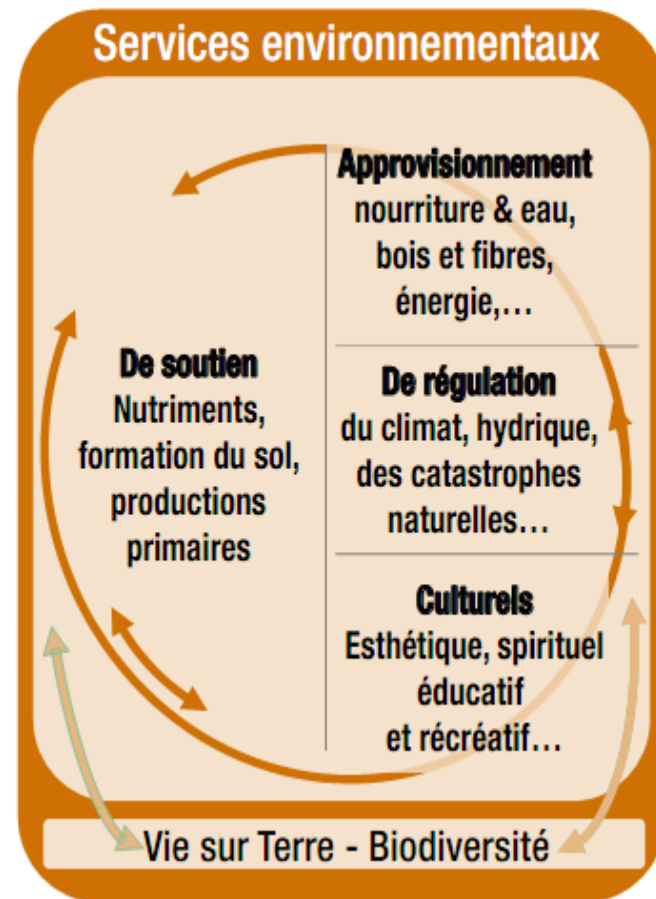 Services environnementaux
De soutien
Nutriments,
formation du sol,
productions
primaires
Approvisionnement
nourriture & eau,
bois et fibres,
énergie,…
De régulation
du climat, hydrique,
des catastrophes
naturelles…
Culturels
Esthétique, spirituel
éducatif
et récréatif…
Vie sur Terre - Biodiversité